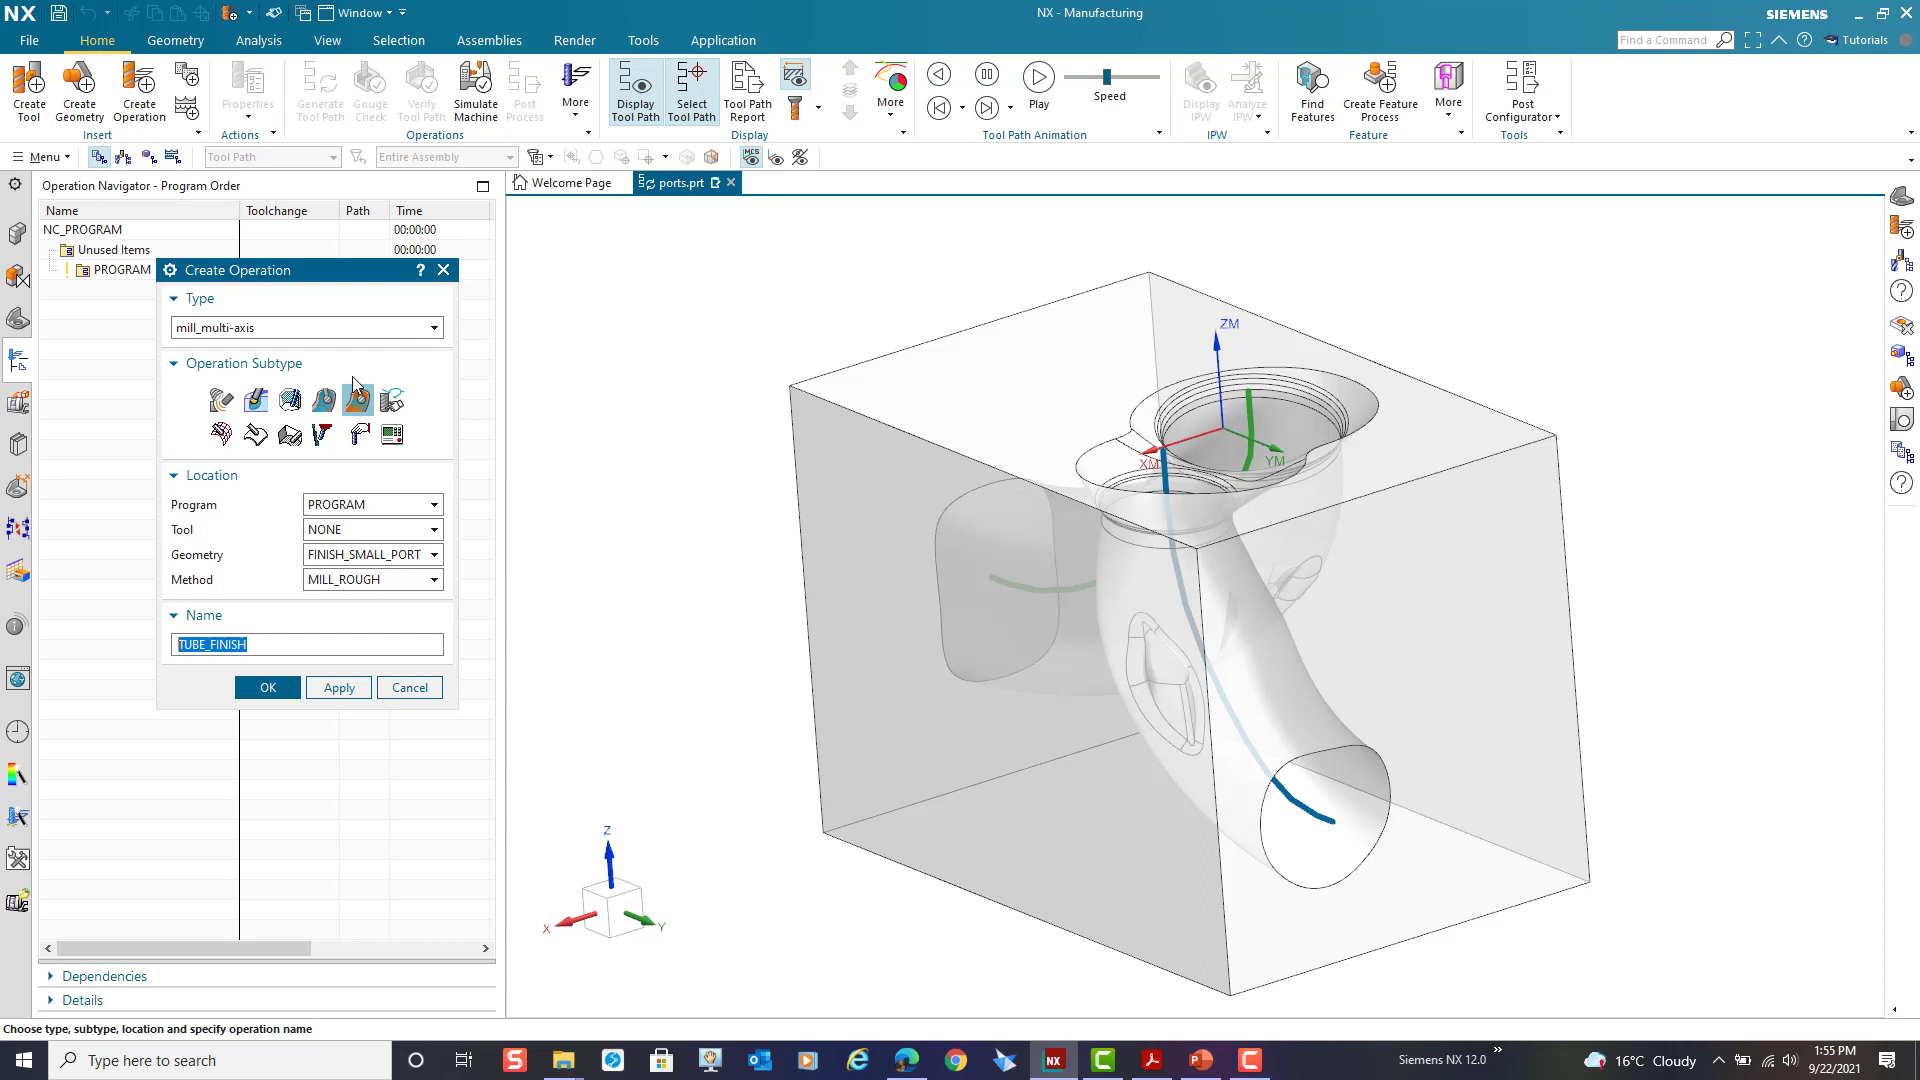 NX
Window
NX - Manufacturing
SIEMENS
File
Home
Geometry
Analysis
View
Selection
Assemblies
Render
Tools
Application
Find a Command
Tutorials
Create Tool
Create Geometry
Create Operation
Insert
Properties
Actions
Generate Tool Path
Gouge Check
Verify Tool Path
Simulate Machine
Post Process
More
Operations
Display Tool Path
Select Tool Path
Tool Path Report
More
Display
Play
Speed
Tool Path Animation
Display IPW
Analyze IPW
IPW
Find Features
Create Feature Process
More
Feature
Post Configurator
Tools
Menu
Tool Path
Entire Assembly
MCS
Operation Navigator - Program Order
Welcome Page
ports.prt
Name Toolchange Path Time
NC_PROGRAM 00:00:00
Unused Items 00:00:00
PROGRAM
Create Operation
?
Type
mill_multi-axis
Operation Subtype
Location
Program PROGRAM
Tool NONE
Geometry FINISH_SMALL_PORT
Method MILL_ROUGH
Name
TUBE_FINISH
OK Apply Cancel
ZM
XM
YM
Z
X
Y
Dependencies
Details
Choose type, subtype, location and specify operation name
Type here to search
Siemens NX 12.0
16°C Cloudy
1:55 PM
9/22/2021